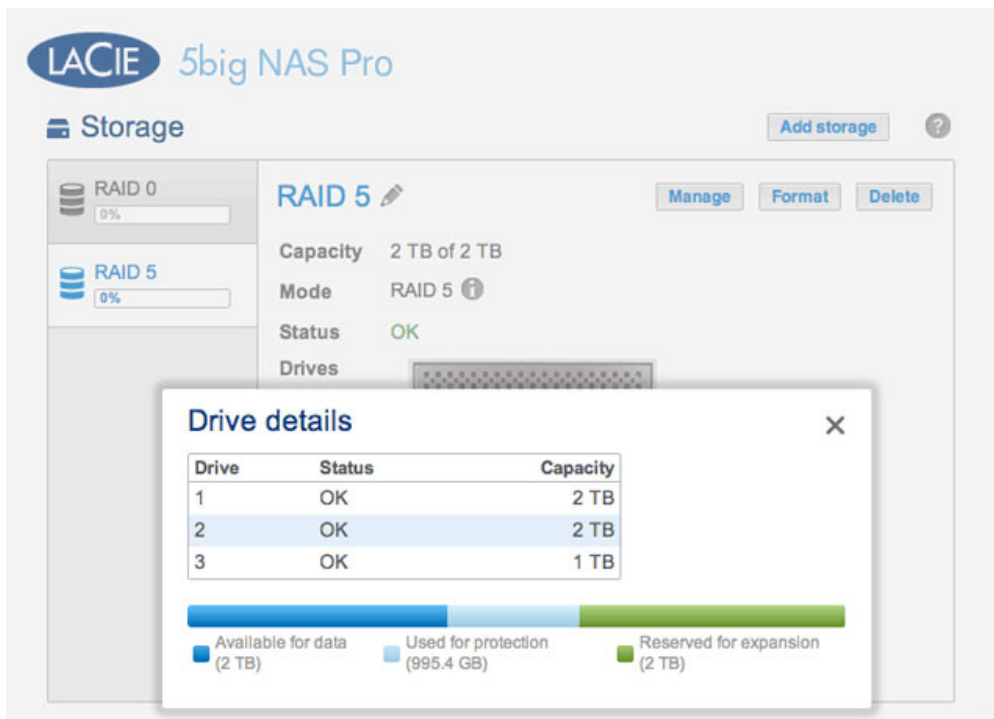 LACIE 5big NAS Pro
Storage
Add storage
?
RAID 0
0%
RAID 5
0%
RAID 5
Manage
Format
Delete
Capacity 2 TB of 2 TB
Mode RAID 5 i
Status OK
Drives
Drive details
Drive Status Capacity
1 OK 2 TB
2 OK 2 TB
3 OK 1 TB
Available for data
(2 TB)
Used for protection
(995.4 GB)
Reserved for expansion
(2 TB)